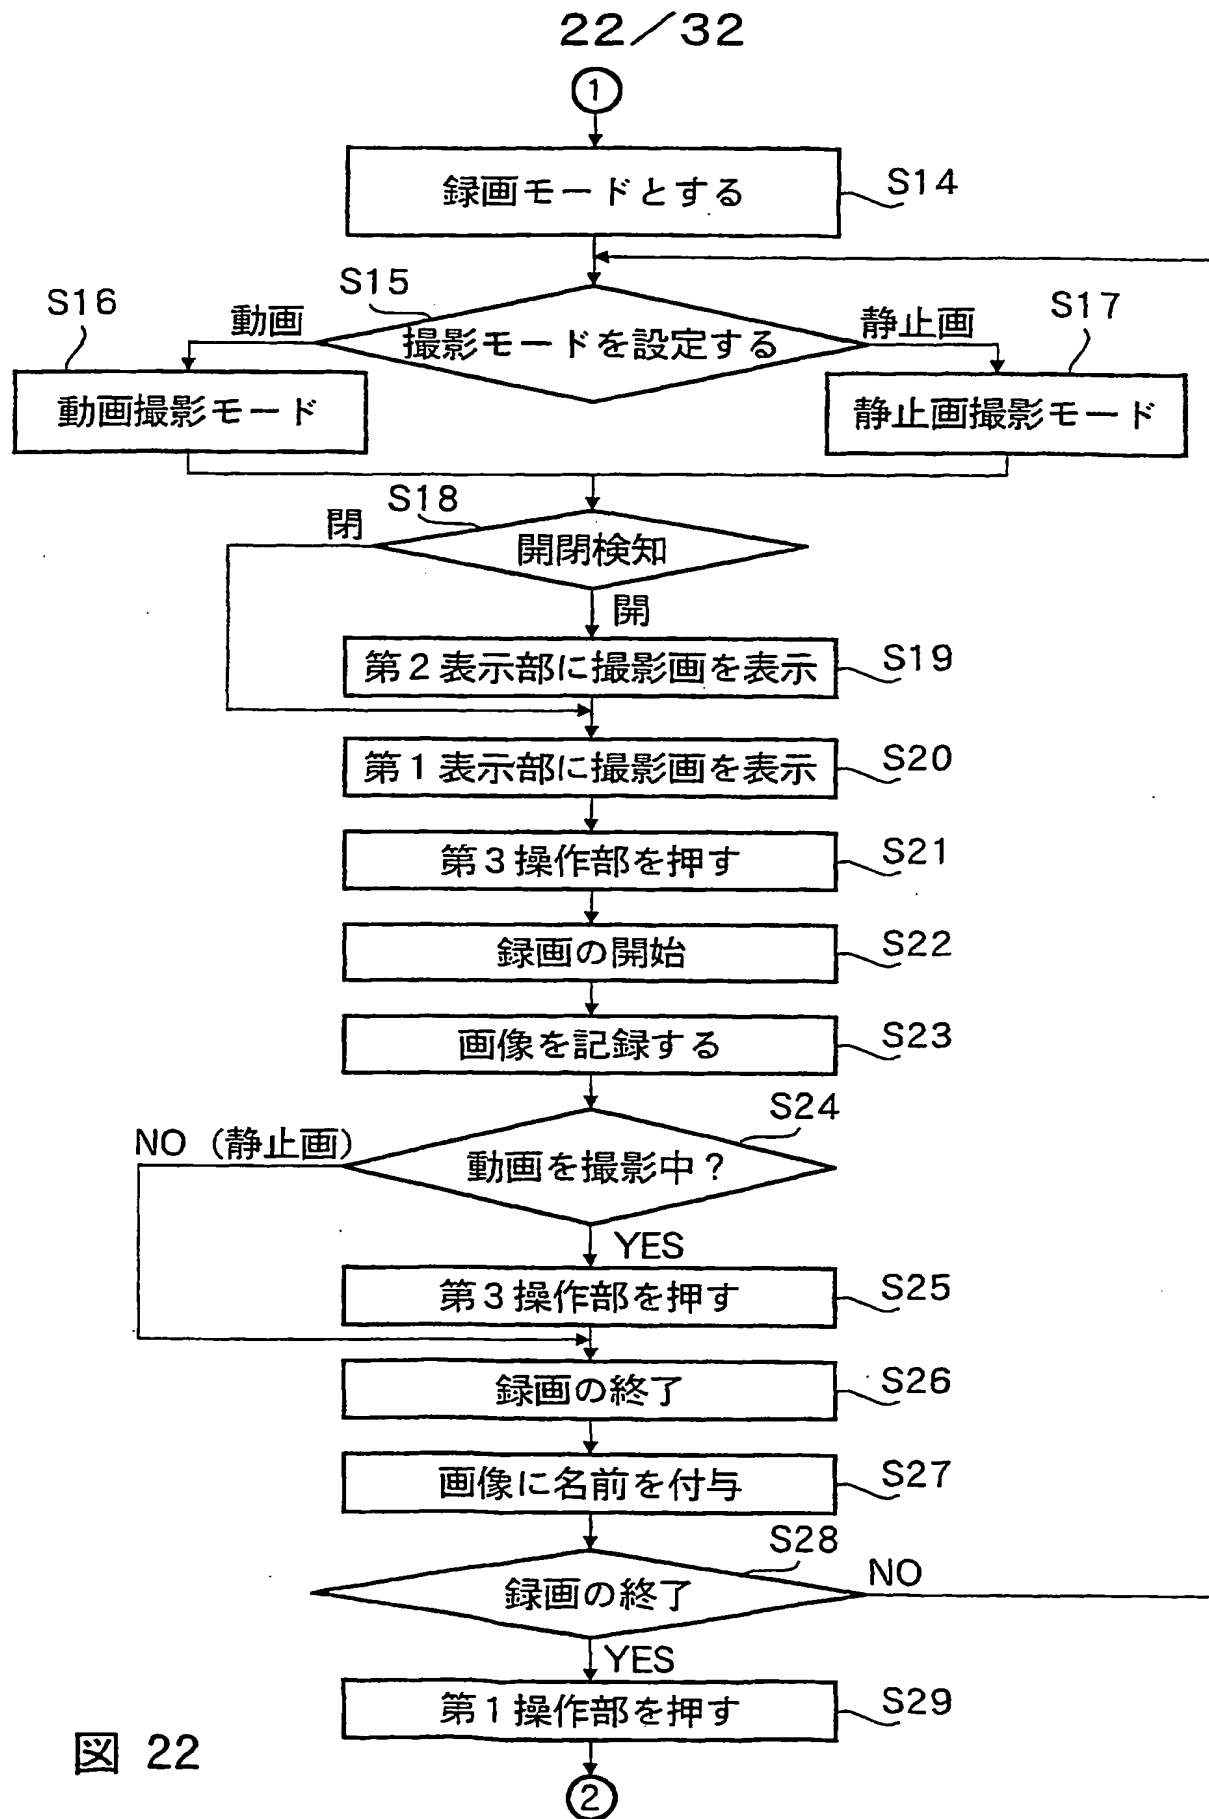 22/32
①
録画モードとする
S14
S15
撮影モードを設定する
動画
静止画
S16
動画撮影モード
S17
静止画撮影モード
S18
開閉検知
閉
開
第2表示部に撮影画を表示
S19
第1表示部に撮影画を表示
S20
第3操作部を押す
S21
録画の開始
S22
画像を記録する
S23
S24
動画を撮影中?
NO (静止画)
YES
第3操作部を押す
S25
録画の終了
S26
画像に名前を付与
S27
S28
録画の終了
NO
YES
第1操作部を押す
S29
②
図 22